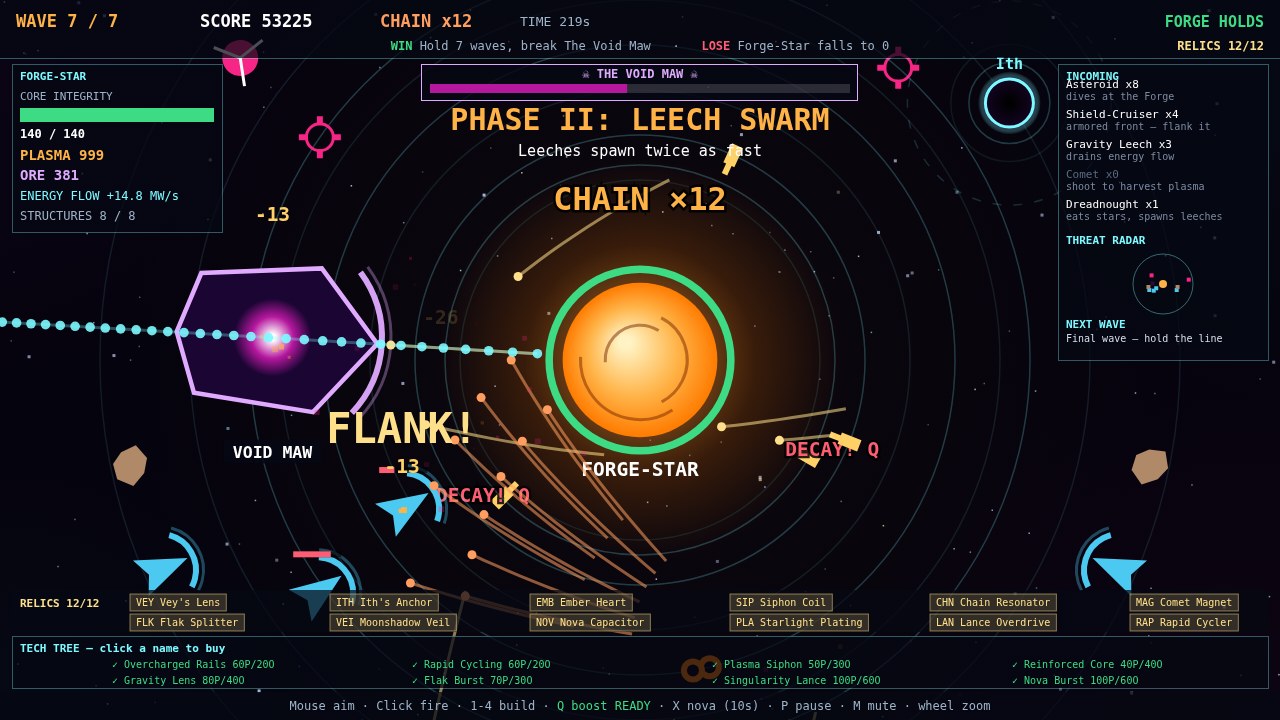 WAVE 7 / 7
SCORE 53225
CHAIN x12
TIME 219s
FORGE HOLDS
WIN Hold 7 waves, break The Void Maw · LOSE Forge-Star falls to 0
RELICS 12/12
FORGE-STAR
CORE INTEGRITY
140 / 140
PLASMA 999
ORE 381
ENERGY FLOW +14.8 MW/s
STRUCTURES 8 / 8
☠ THE VOID MAW ☠
PHASE II: LEECH SWARM
Leeches spawn twice as fast
CHAIN ×12
Ith
INCOMING
Asteroid x8
dives at the Forge
Shield-Cruiser x4
armored front — flank it
Gravity Leech x3
drains energy flow
Comet x0
shoot to harvest plasma
Dreadnought x1
eats stars, spawns leeches
THREAT RADAR
NEXT WAVE
Final wave — hold the line
-13
-26
FLANK!
VOID MAW
-13
DECAY! Q
FORGE-STAR
DECAY! Q
RELICS 12/12
VEY Vey's Lens
ITH Ith's Anchor
EMB Ember Heart
SIP Siphon Coil
CHN Chain Resonator
MAG Comet Magnet
FLK Flak Splitter
VEI Moonshadow Veil
NOV Nova Capacitor
PLA Starlight Plating
LAN Lance Overdrive
RAP Rapid Cycler
TECH TREE — click a name to buy
✓ Overcharged Rails 60P/20O
✓ Rapid Cycling 60P/20O
✓ Plasma Siphon 50P/30O
✓ Reinforced Core 40P/40O
✓ Gravity Lens 80P/40O
✓ Flak Burst 70P/30O
✓ Singularity Lance 100P/60O
✓ Nova Burst 100P/60O
Mouse aim · Click fire · 1-4 build · Q boost READY · X nova (10s) · P pause · M mute · wheel zoom